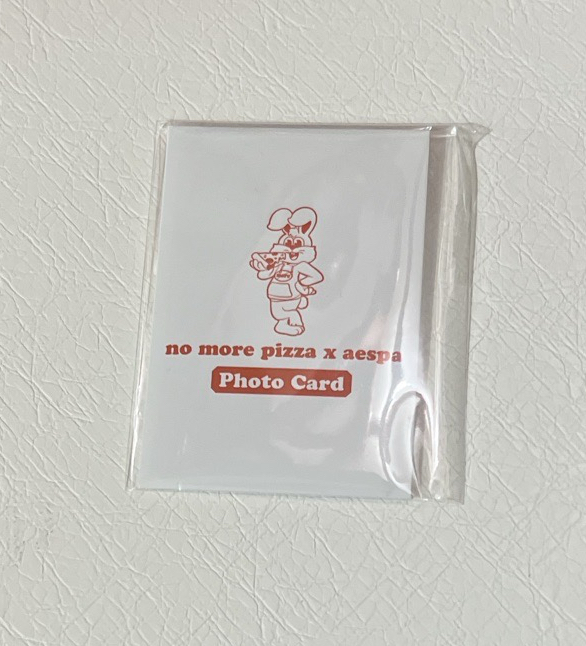 no more pizza x aespa
Photo Card